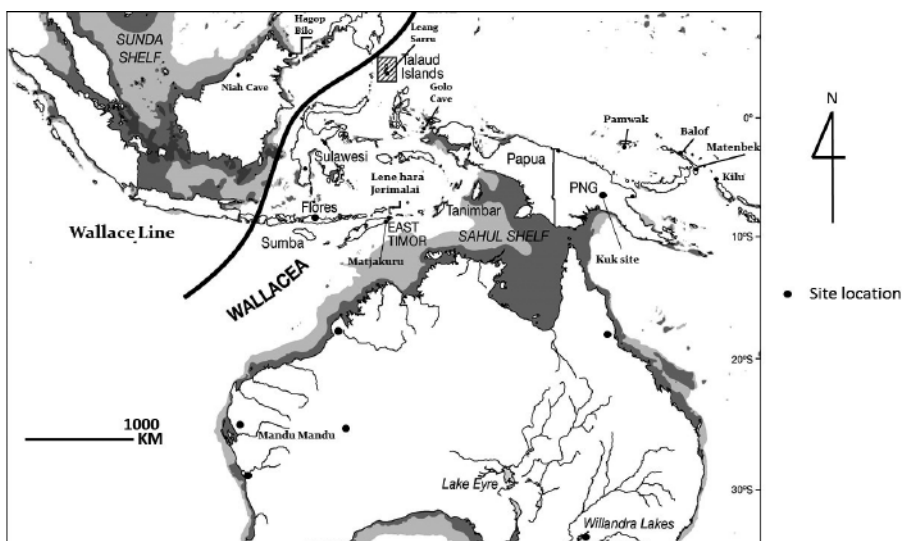 Hagop
Bilo
Leang
Sarru
SUNDA
SHELF
Talaud
Islands
Niah Cave
Golo
Cave
N
0°
Pamwak
Balof
Matenbek
Papua
Sulawesi
Lene hara
Jerimalai
PNG
Kilu
Flores
Tanimbar
Wallace Line
EAST
TIMOR
SAHUL SHELF
10°S
Sumba
Matjakuru
Kuk site
WALLACEA
Site location
20°S
1000
KM
Mandu Mandu
Lake Eyre
30°S
Willandra Lakes